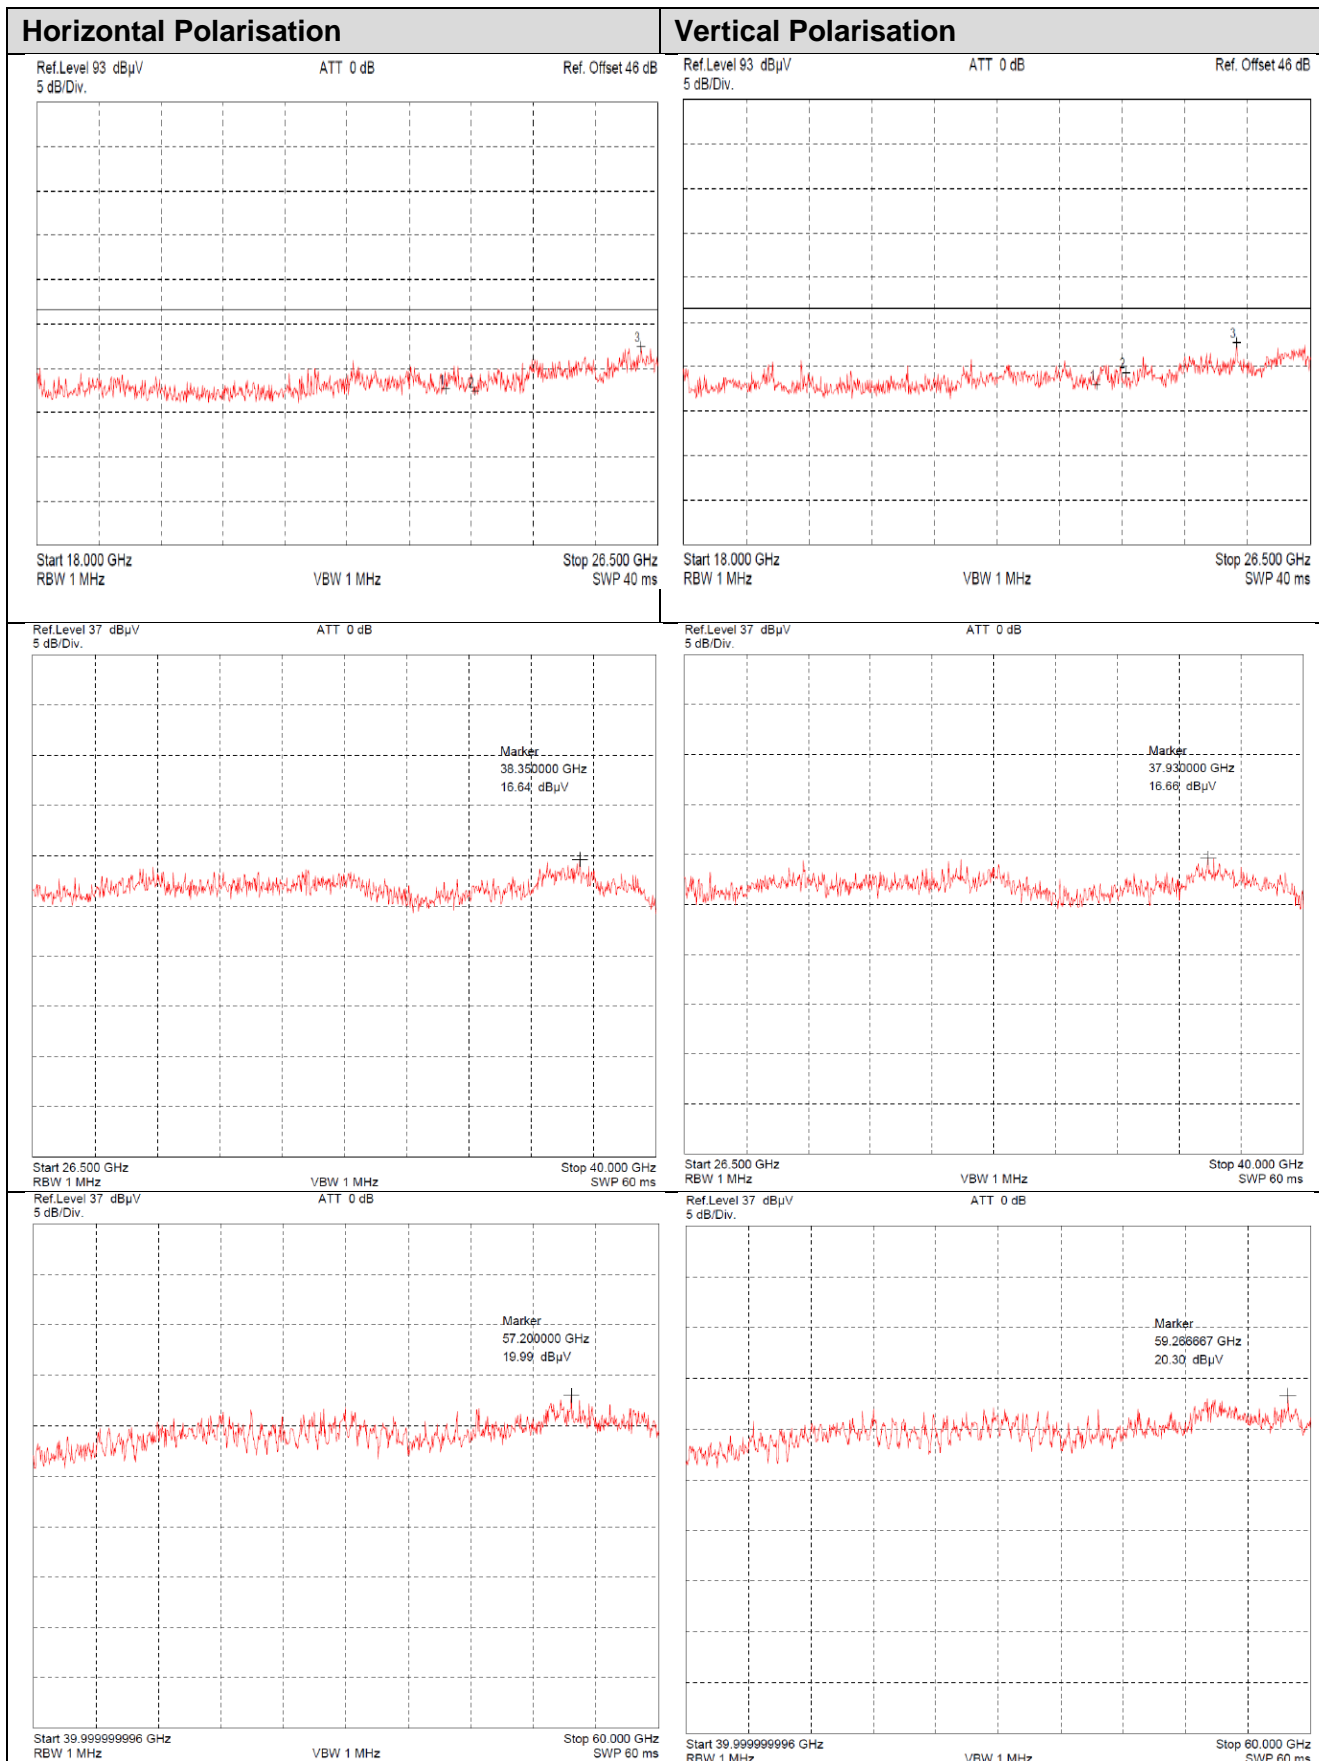 Horizontal Polarisation
Vertical Polarisation
Ref.Level 93 dBµV ATT 0 dB Ref. Offset 46 dB
5 dB/Div.
3
1 2
Start 18.000 GHz Stop 26.500 GHz
RBW 1 MHz VBW 1 MHz SWP 40 ms
Ref.Level 93 dBµV ATT 0 dB Ref. Offset 46 dB
5 dB/Div.
3
2
1
Start 18.000 GHz Stop 26.500 GHz
RBW 1 MHz VBW 1 MHz SWP 40 ms
Ref.Level 37 dBµV ATT 0 dB
5 dB/Div.
Marker
38.350000 GHz
16.64 dBµV
Start 26.500 GHz Stop 40.000 GHz
RBW 1 MHz VBW 1 MHz SWP 60 ms
Ref.Level 37 dBµV ATT 0 dB
5 dB/Div.
Marker
37.930000 GHz
16.66 dBµV
Start 26.500 GHz Stop 40.000 GHz
RBW 1 MHz VBW 1 MHz SWP 60 ms
Ref.Level 37 dBµV ATT 0 dB
5 dB/Div.
Marker
57.200000 GHz
19.99 dBµV
Start 39.999999996 GHz Stop 60.000 GHz
RBW 1 MHz VBW 1 MHz SWP 60 ms
Ref.Level 37 dBµV ATT 0 dB
5 dB/Div.
Marker
59.266667 GHz
20.30 dBµV
Start 39.999999996 GHz Stop 60.000 GHz
RBW 1 MHz VBW 1 MHz SWP 60 ms